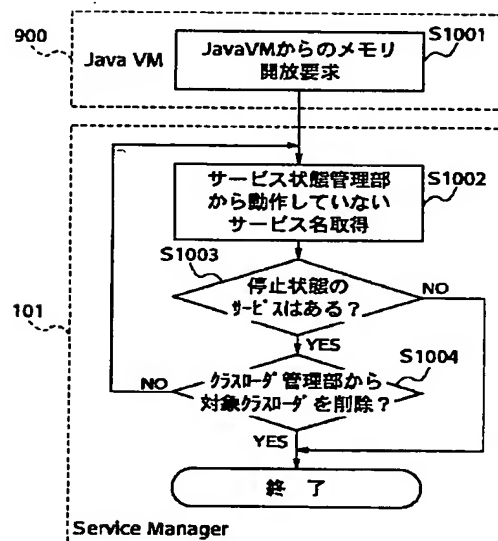 900
Java VM
JavaVMからのメモリ
開放要求
S1001
サービス状態管理部
から動作していない
サービス名取得
S1002
S1003
停止状態の
サービスはある？
NO
YES
101
S1004
NO
クラスローダ管理部から
対象クラスローダを削除？
YES
終 了
Service Manager